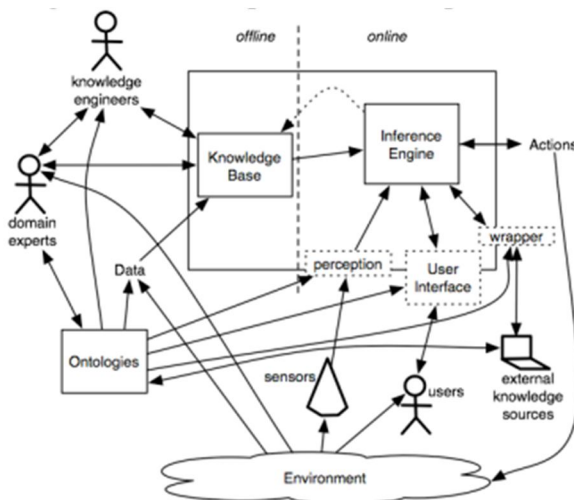 offline
online
knowledge
engineers
Knowledge
Base
Inference
Engine
Actions
domain
experts
Data
perception
User
Interface
wrapper
Ontologies
sensors
users
external
knowledge
sources
Environment